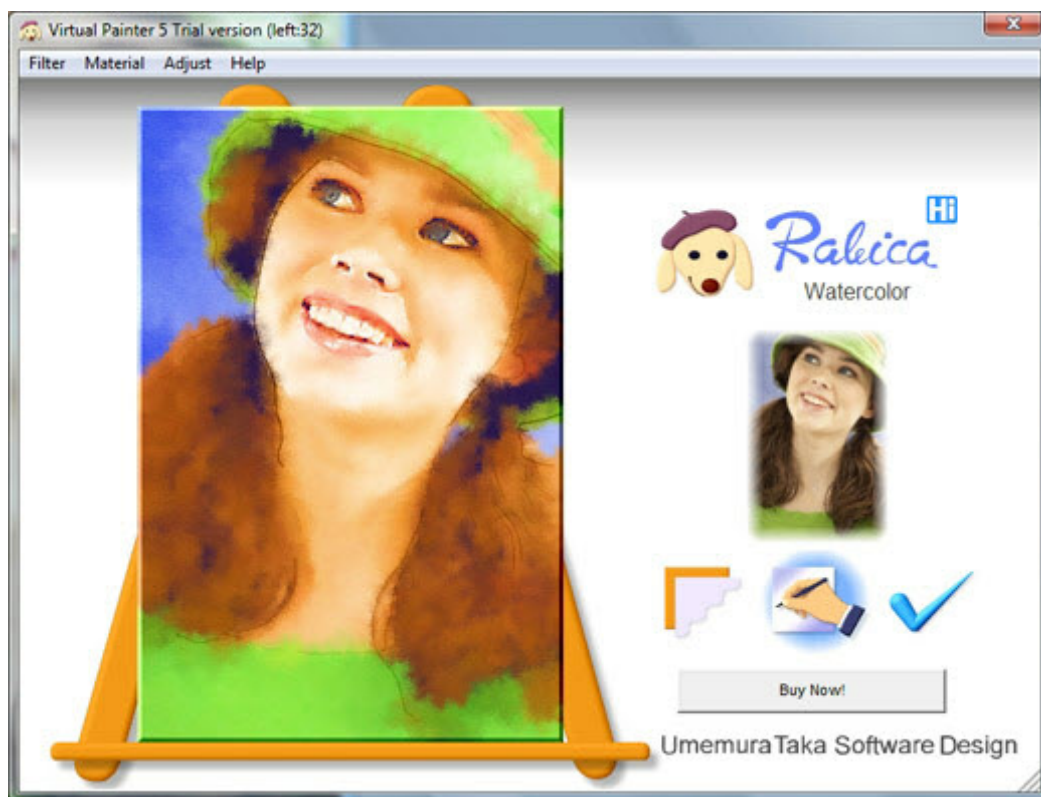 Virtual Painter 5 Trial version (left:32)
Filter Material Adjust Help
Hi
Rabica
Watercolor
Buy Now!
UmemuraTaka Software Design